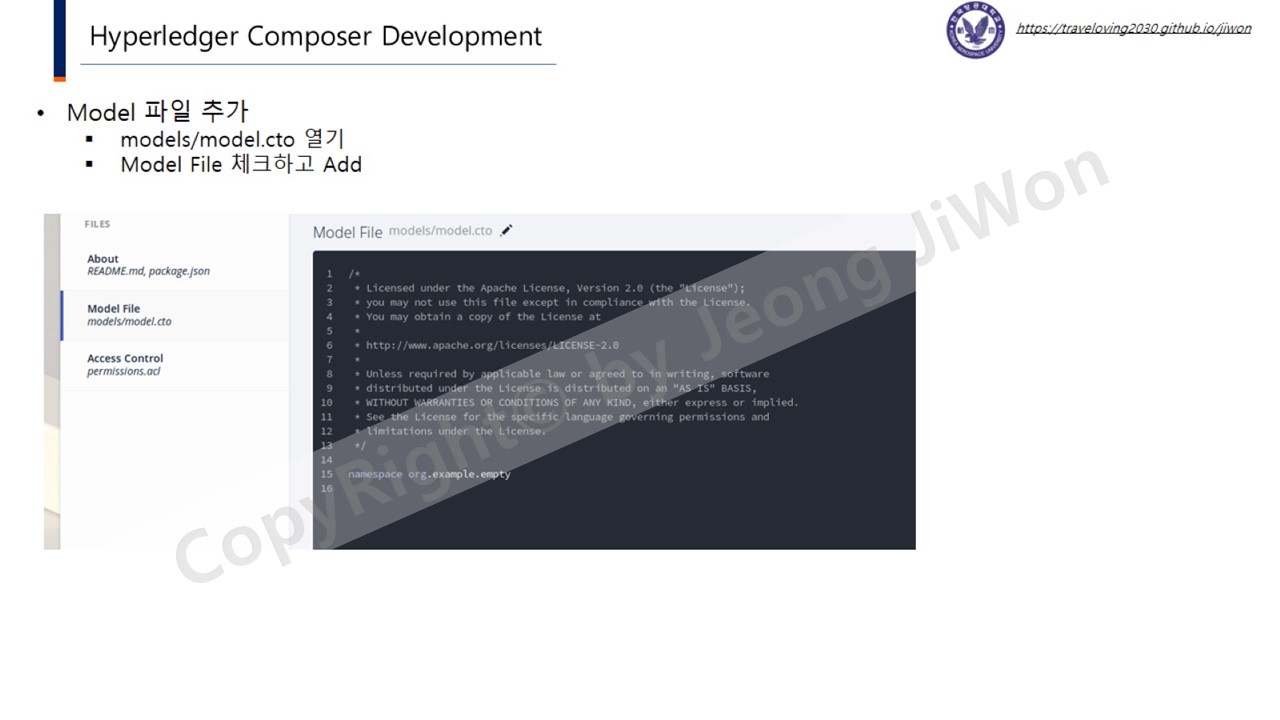 Hyperledger Composer Development
https://traveloving2030.github.io/jiwon
• Model 파일 추가
▪ models/model.cto 열기
▪ Model File 체크하고 Add
FILES
About
README.md, package.json
Model File
models/model.cto
Access Control
permissions.acl
Model File models/model.cto
1 /*
2 * Licensed under the Apache License, Version 2.0 (the "License");
3 * you may not use this file except in compliance with the License.
4 * You may obtain a copy of the License at
5 *
6 * http://www.apache.org/licenses/LICENSE-2.0
7 *
8 * Unless required by applicable law or agreed to in writing, software
9 * distributed under the License is distributed on an "AS IS" BASIS,
10 * WITHOUT WARRANTIES OR CONDITIONS OF ANY KIND, either express or implied.
11 * See the License for the specific language governing permissions and
12 * limitations under the License.
13 */
14
15 namespace org.example.empty
16
CopyRight© by Jeong JiWon